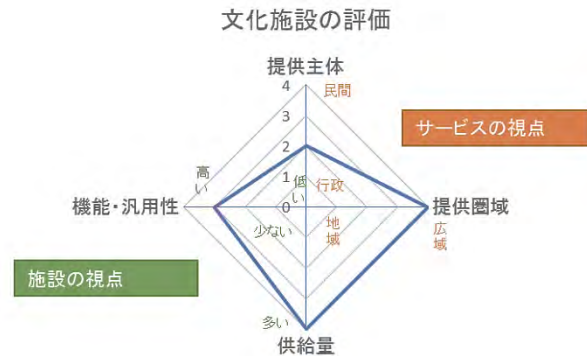 文化施設の評価
提供主体
4
民間
3
サービスの視点
2
高い
1
低い
行政
機能・汎用性
0
提供圏域
少ない
地域
広域
施設の視点
多い
供給量